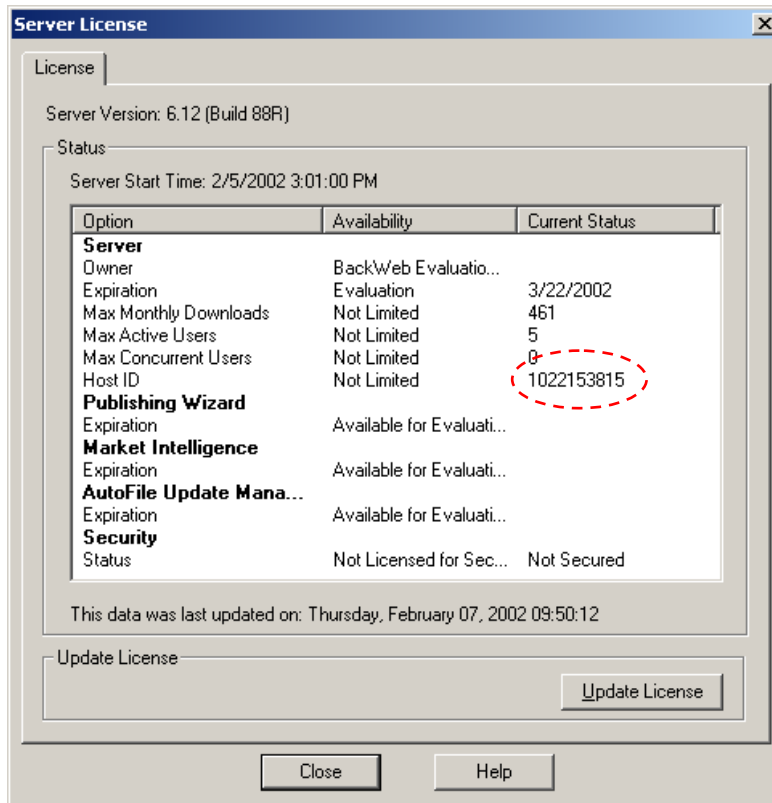 Server License
License
Server Version: 6.12 (Build 88R)
Status
Server Start Time: 2/5/2002 3:01:00 PM
Option Availability Current Status
Server
Owner BackWeb Evaluatio...
Expiration Evaluation 3/22/2002
Max Monthly Downloads Not Limited 461
Max Active Users Not Limited 5
Max Concurrent Users Not Limited 0
Host ID Not Limited 1022153815
Publishing Wizard
Expiration Available for Evaluati...
Market Intelligence
Expiration Available for Evaluati...
AutoFile Update Mana...
Expiration Available for Evaluati...
Security
Status Not Licensed for Sec... Not Secured
This data was last updated on: Thursday, February 07, 2002 09:50:12
Update License
Update License
Close Help